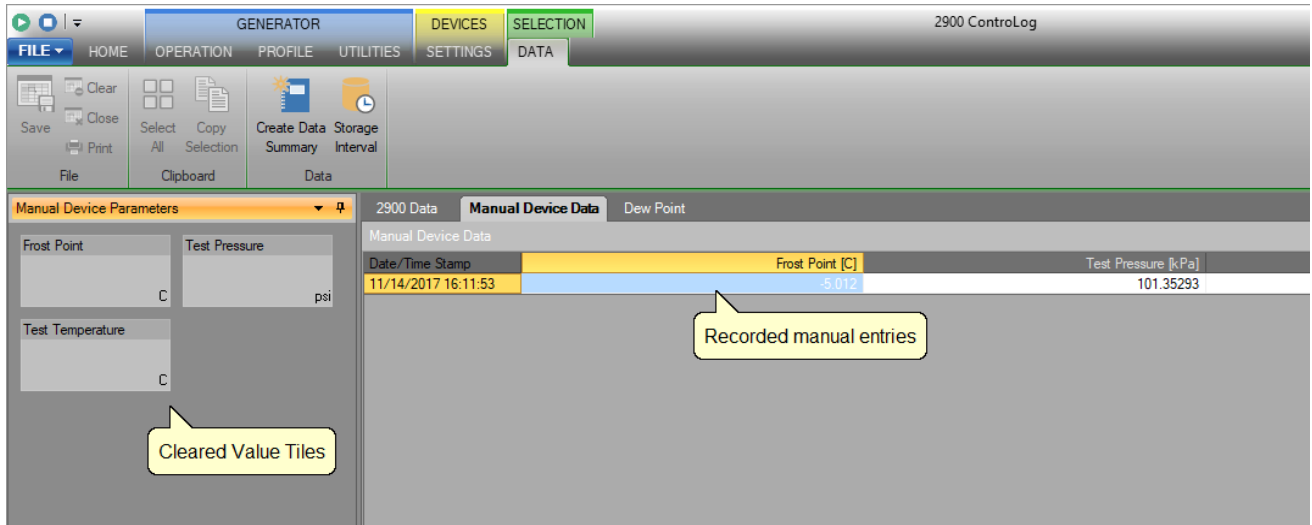 GENERATOR DEVICES SELECTION 2900 ControLog
FILE HOME OPERATION PROFILE UTILITIES SETTINGS DATA
Save
Clear
Close
Print
File
Select All
Copy Selection
Clipboard
Create Data Summary
Storage Interval
Data
Manual Device Parameters
Frost Point
C
Test Pressure
psi
Test Temperature
C
Cleared Value Tiles
2900 Data Manual Device Data Dew Point
Manual Device Data
Date/Time Stamp Frost Point [C] Test Pressure [kPa]
11/14/2017 16:11:53 -5.012 101.35293
Recorded manual entries